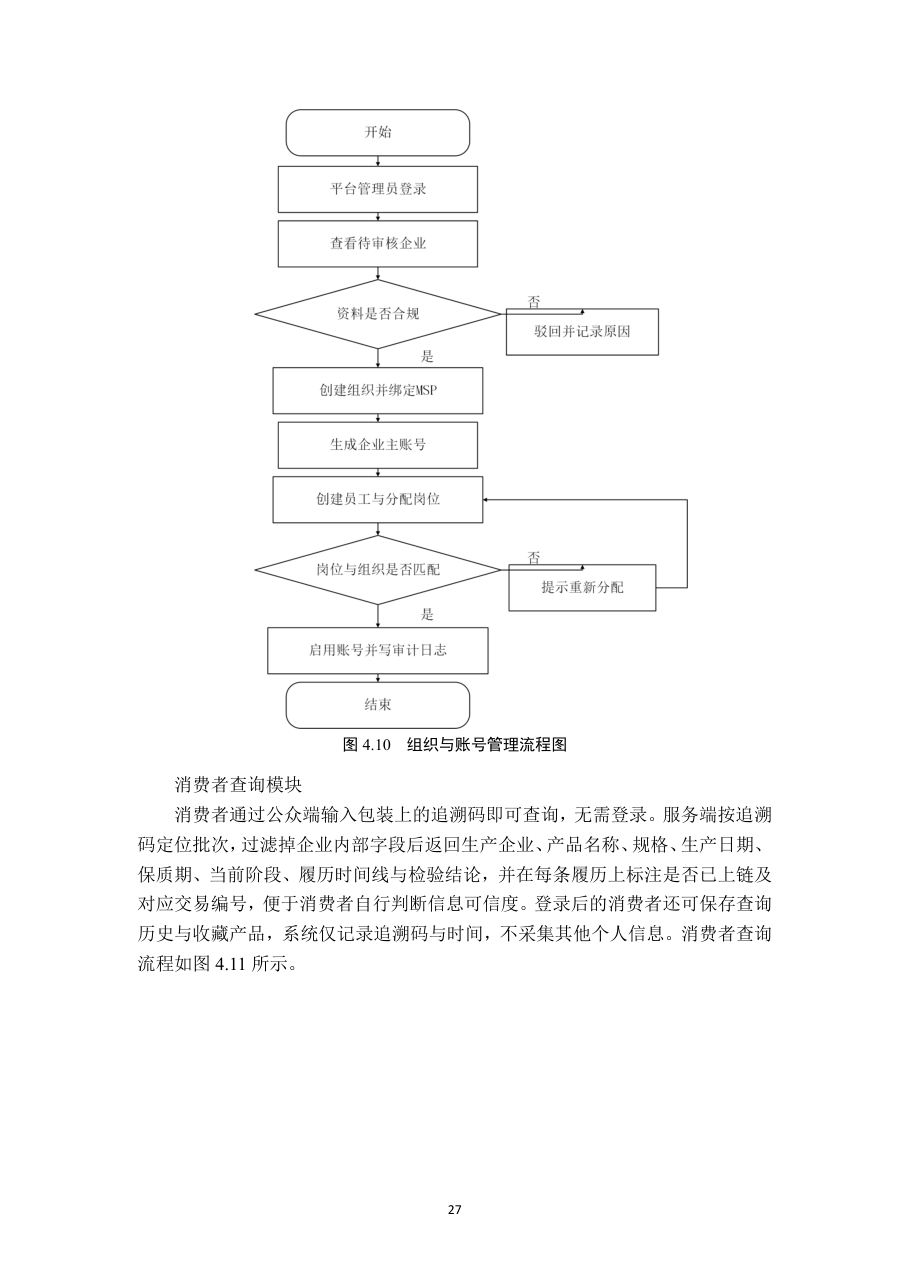 开始
平台管理员登录
查看待审核企业
资料是否合规
否
驳回并记录原因
是
创建组织并绑定MSP
生成企业主账号
创建员工与分配岗位
岗位与组织是否匹配
否
提示重新分配
是
启用账号并写审计日志
结束
图 4.10　组织与账号管理流程图
消费者查询模块
消费者通过公众端输入包装上的追溯码即可查询，无需登录。服务端按追溯
码定位批次，过滤掉企业内部字段后返回生产企业、产品名称、规格、生产日期、
保质期、当前阶段、履历时间线与检验结论，并在每条履历上标注是否已上链及
对应交易编号，便于消费者自行判断信息可信度。登录后的消费者还可保存查询
历史与收藏产品，系统仅记录追溯码与时间，不采集其他个人信息。消费者查询
流程如图 4.11 所示。
27